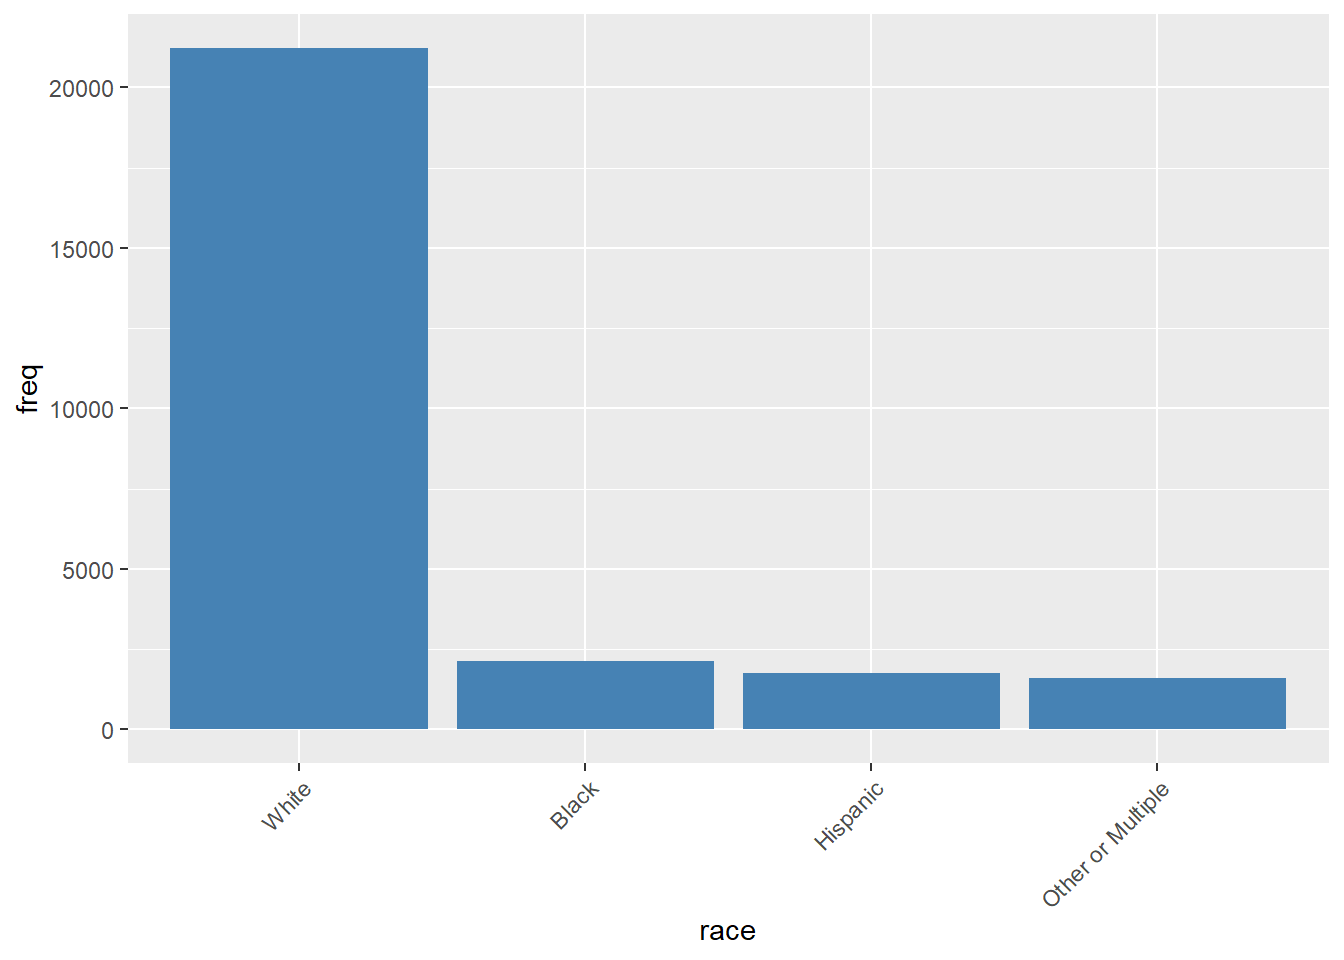 20000
15000
10000
5000
0
freq
White
Black
Hispanic
Other or Multiple
race